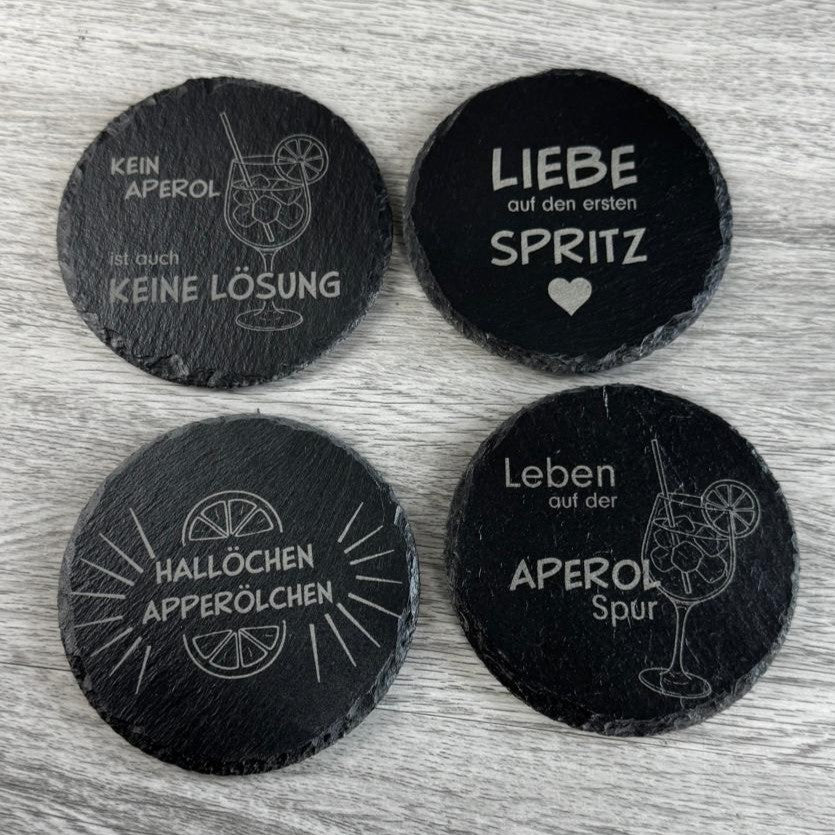 KEIN
APEROL
ist auch
KEINE LÖSUNG
LIEBE
auf den ersten
SPRITZ
HALLÖCHEN
APPERÖLCHEN
Leben
auf der
APEROL
Spur